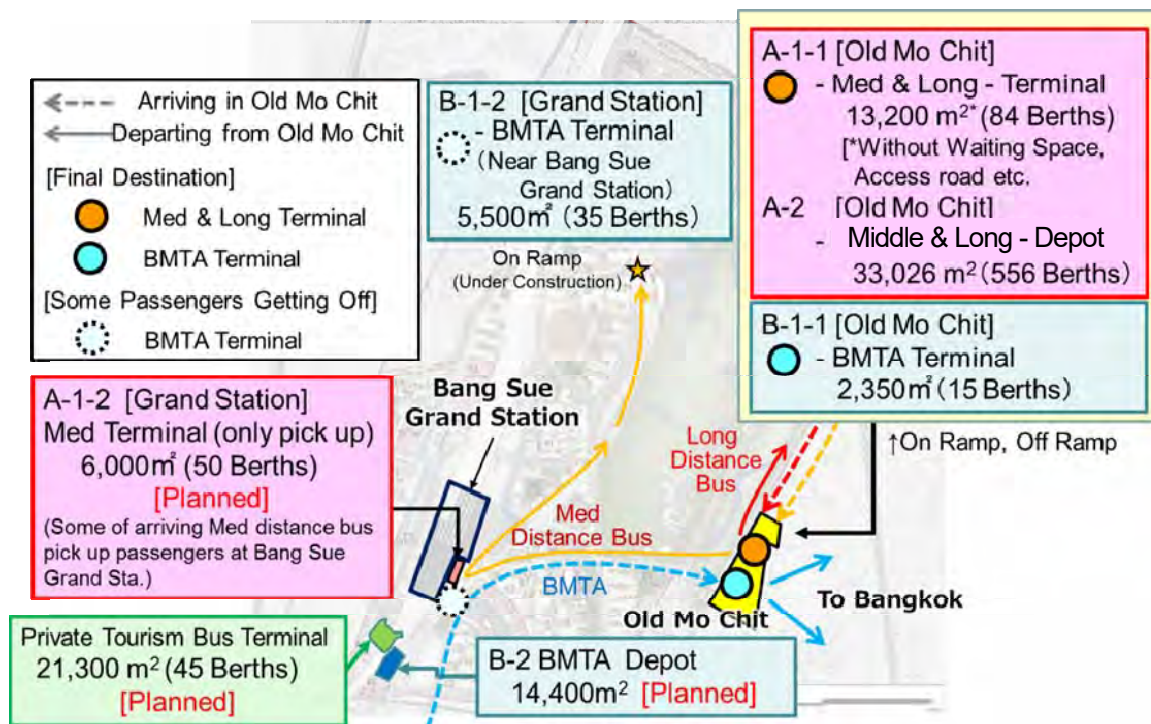 Arriving in Old Mo Chit
Departing from Old Mo Chit
[Final Destination]
Med & Long Terminal
BMTA Terminal
[Some Passengers Getting Off]
BMTA Terminal
B-1-2 [Grand Station]
- BMTA Terminal
(Near Bang Sue
Grand Station)
5,500㎡ (35 Berths)
A-1-1 [Old Mo Chit]
- Med & Long - Terminal
13,200 m²* (84 Berths)
[*Without Waiting Space,
Access road etc.
A-2 [Old Mo Chit]
- Middle & Long - Depot
33,026 m² (556 Berths)
B-1-1 [Old Mo Chit]
- BMTA Terminal
2,350㎡ (15 Berths)
↑On Ramp, Off Ramp
On Ramp
(Under Construction)
A-1-2 [Grand Station]
Med Terminal (only pick up)
6,000㎡ (50 Berths)
[Planned]
(Some of arriving Med distance bus
pick up passengers at Bang Sue
Grand Sta.)
Bang Sue
Grand Station
Long
Distance
Bus
Med
Distance Bus
BMTA
Old Mo Chit
To Bangkok
Private Tourism Bus Terminal
21,300 m² (45 Berths)
[Planned]
B-2 BMTA Depot
14,400m² [Planned]